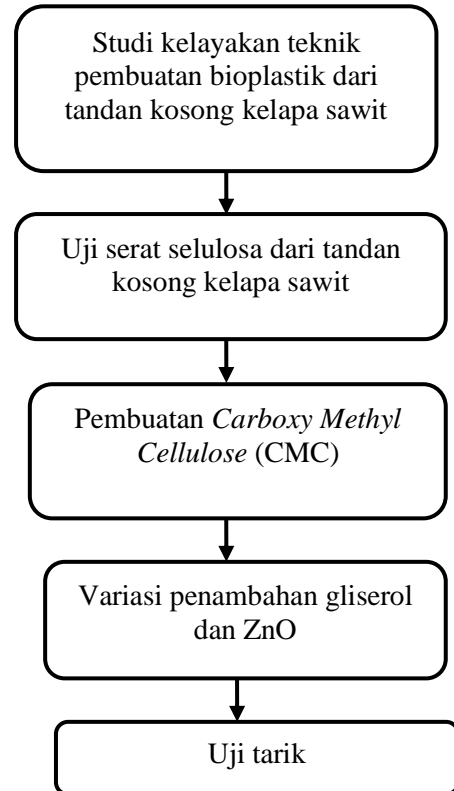 Studi kelayakan teknik
pembuatan bioplastik dari
tandan kosong kelapa sawit
Uji serat selulosa dari tandan
kosong kelapa sawit
Pembuatan Carboxy Methyl
Cellulose (CMC)
Variasi penambahan gliserol
dan ZnO
Uji tarik